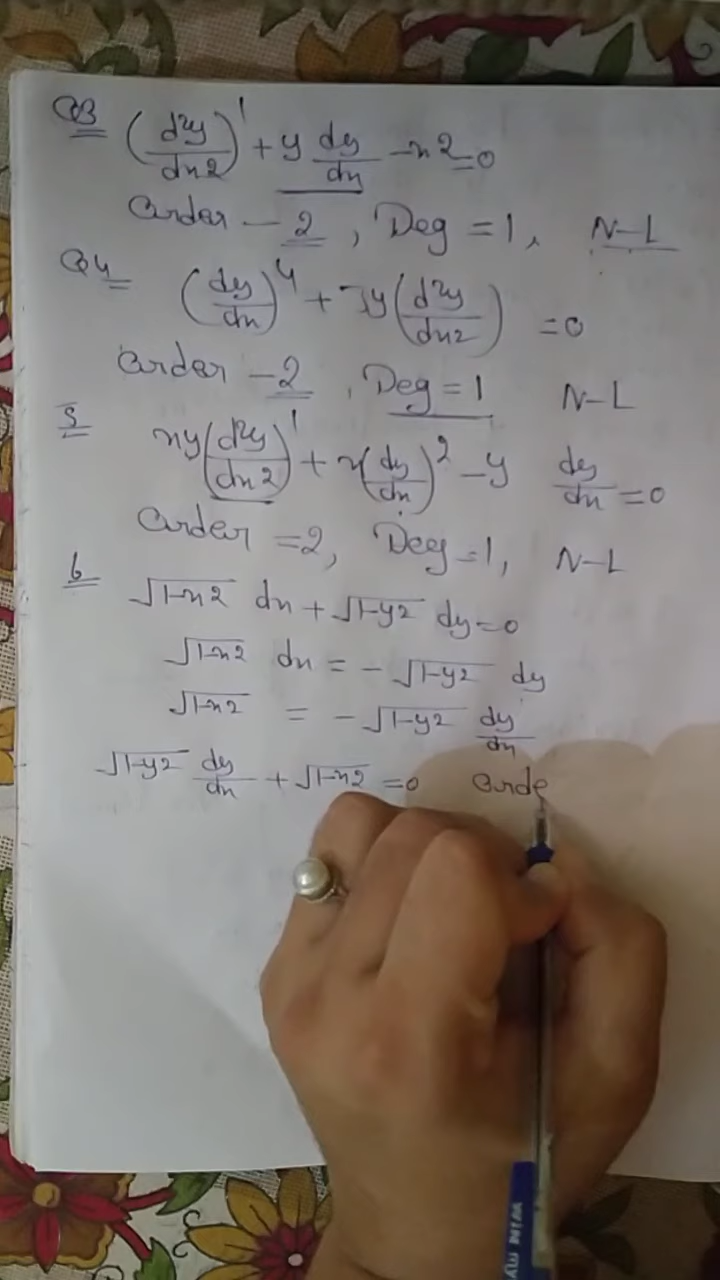 Q3 (d²y/dx2)¹ + y dy/dx - x2 = 0
Order - 2, Deg = 1, N-L
Q4 (dy/dx)⁴ + 3y(d²y/dx2) = 0
Order - 2, Deg = 1 N-L
5 xy(d²y/dx2)¹ + x(dy/dx)² - y dy/dx = 0
Order = 2, Deg = 1, N-L
6 √1-x2 dx + √1-y2 dy = 0
√1-x2 dx = - √1-y2 dy
√1-x2 = - √1-y2 dy/dx
√1-y2 dy/dx + √1-x2 = 0 Orde
WIN MY